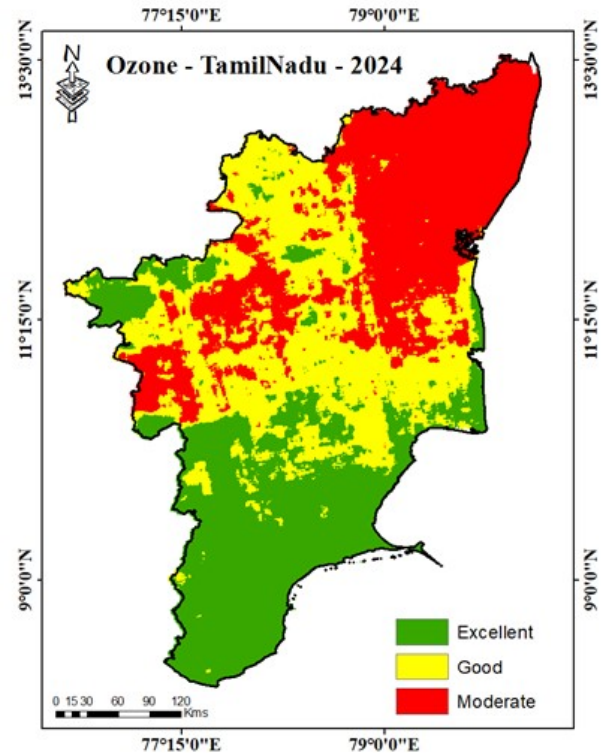 77°15'0"E 79°0'0"E
N
Ozone - TamilNadu - 2024
13°30'0"N 13°30'0"N
11°15'0"N 11°15'0"N
9°0'0"N 9°0'0"N
Excellent
Good
Moderate
0 15 30 60 90 120
Kms
77°15'0"E 79°0'0"E